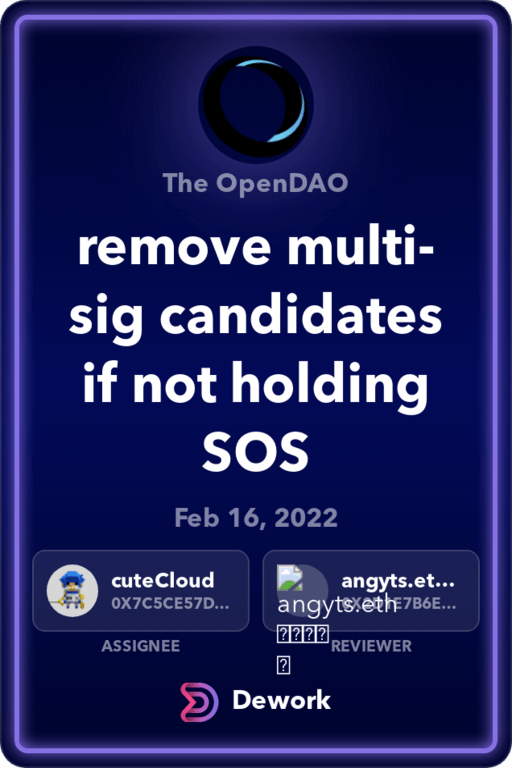 The OpenDAO
remove multi-
sig candidates
if not holding
SOS
Feb 16, 2022
cuteCloud
0X7C5CE57D...
angyts.et...
angyts.eth
ASSIGNEE
REVIEWER
Dework